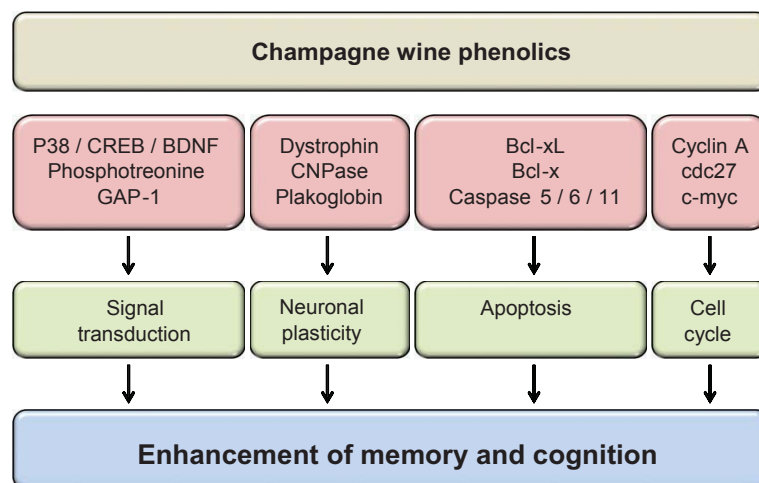 Champagne wine phenolics
P38 / CREB / BDNF
Phosphotreonine
GAP-1
Dystrophin
CNPase
Plakoglobin
Bcl-xL
Bcl-x
Caspase 5 / 6 / 11
Cyclin A
cdc27
c-myc
Signal
transduction
Neuronal
plasticity
Apoptosis
Cell
cycle
Enhancement of memory and cognition